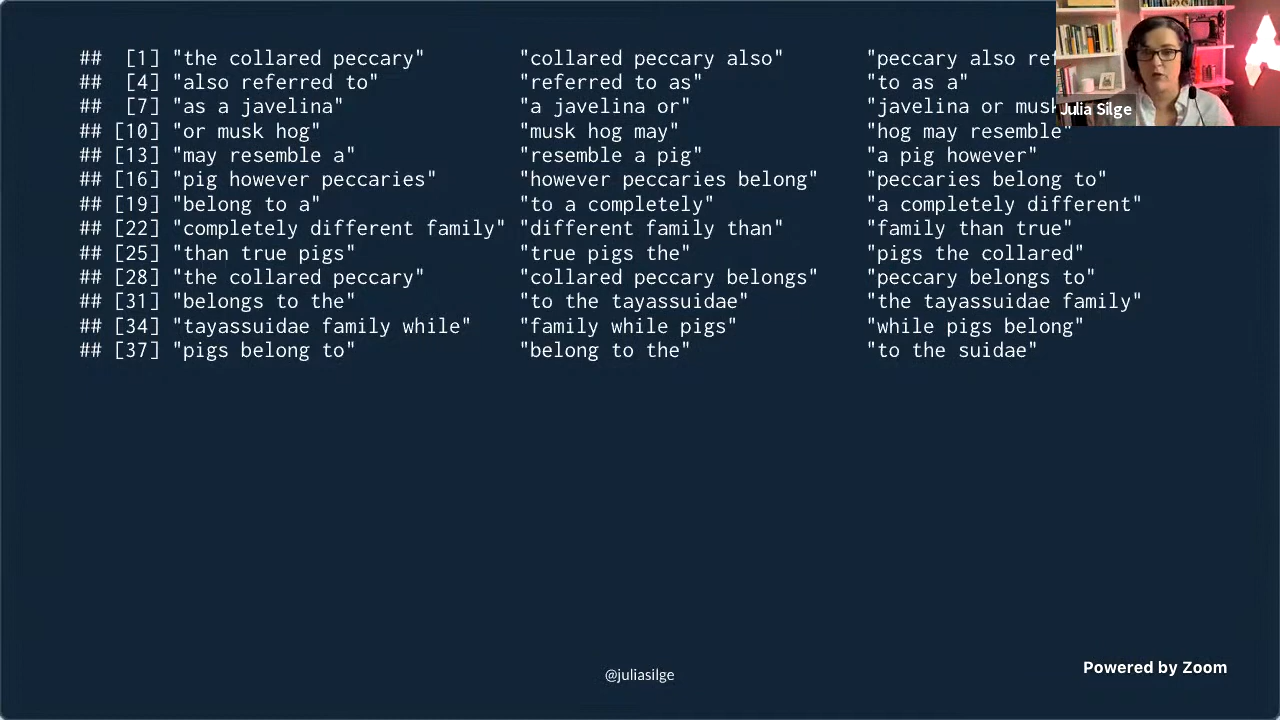 ## [1] "the collared peccary" "collared peccary also" "peccary also
## [4] "also referred to" "referred to as" "to as a"
## [7] "as a javelina" "a javelina or" "javelina or musk
## [10] "or musk hog" "musk hog may" "hog may resemble"
## [13] "may resemble a" "resemble a pig" "a pig however"
## [16] "pig however peccaries" "however peccaries belong" "peccaries belong to"
## [19] "belong to a" "to a completely" "a completely different"
## [22] "completely different family" "different family than" "family than true"
## [25] "than true pigs" "true pigs the" "pigs the collared"
## [28] "the collared peccary" "collared peccary belongs" "peccary belongs to"
## [31] "belongs to the" "to the tayassuidae" "the tayassuidae family"
## [34] "tayassuidae family while" "family while pigs" "while pigs belong"
## [37] "pigs belong to" "belong to the" "to the suidae"
Julia Silge
@juliasilge
Powered by Zoom